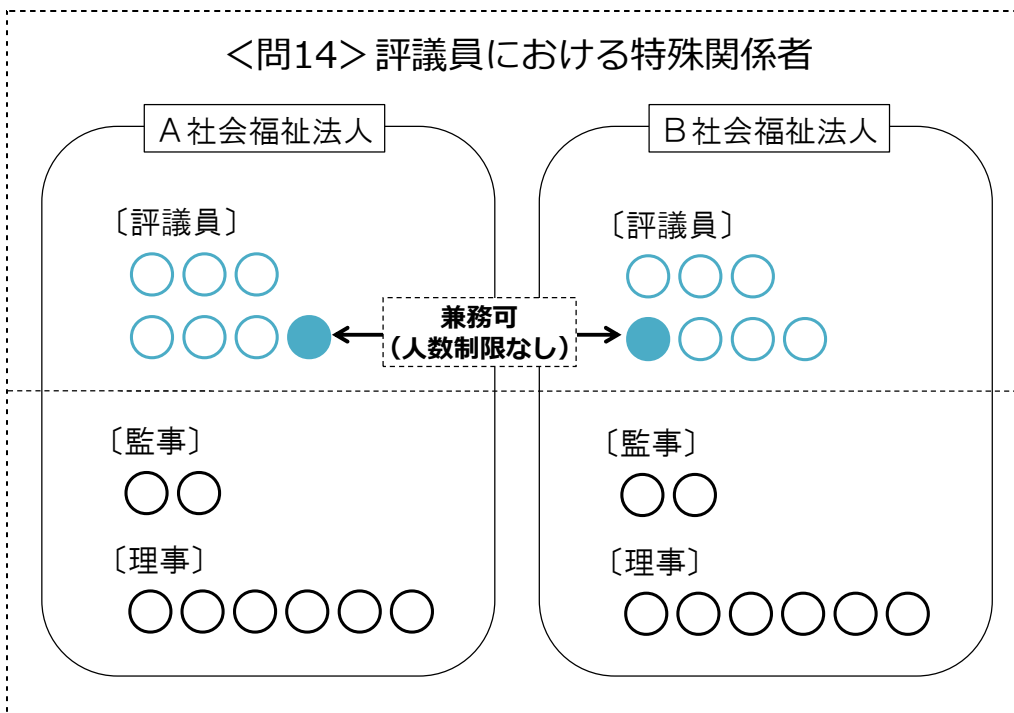 ＜問14＞評議員における特殊関係者
Ａ社会福祉法人
〔評議員〕
〔監事〕
〔理事〕
兼務可
（人数制限なし）
Ｂ社会福祉法人
〔評議員〕
〔監事〕
〔理事〕